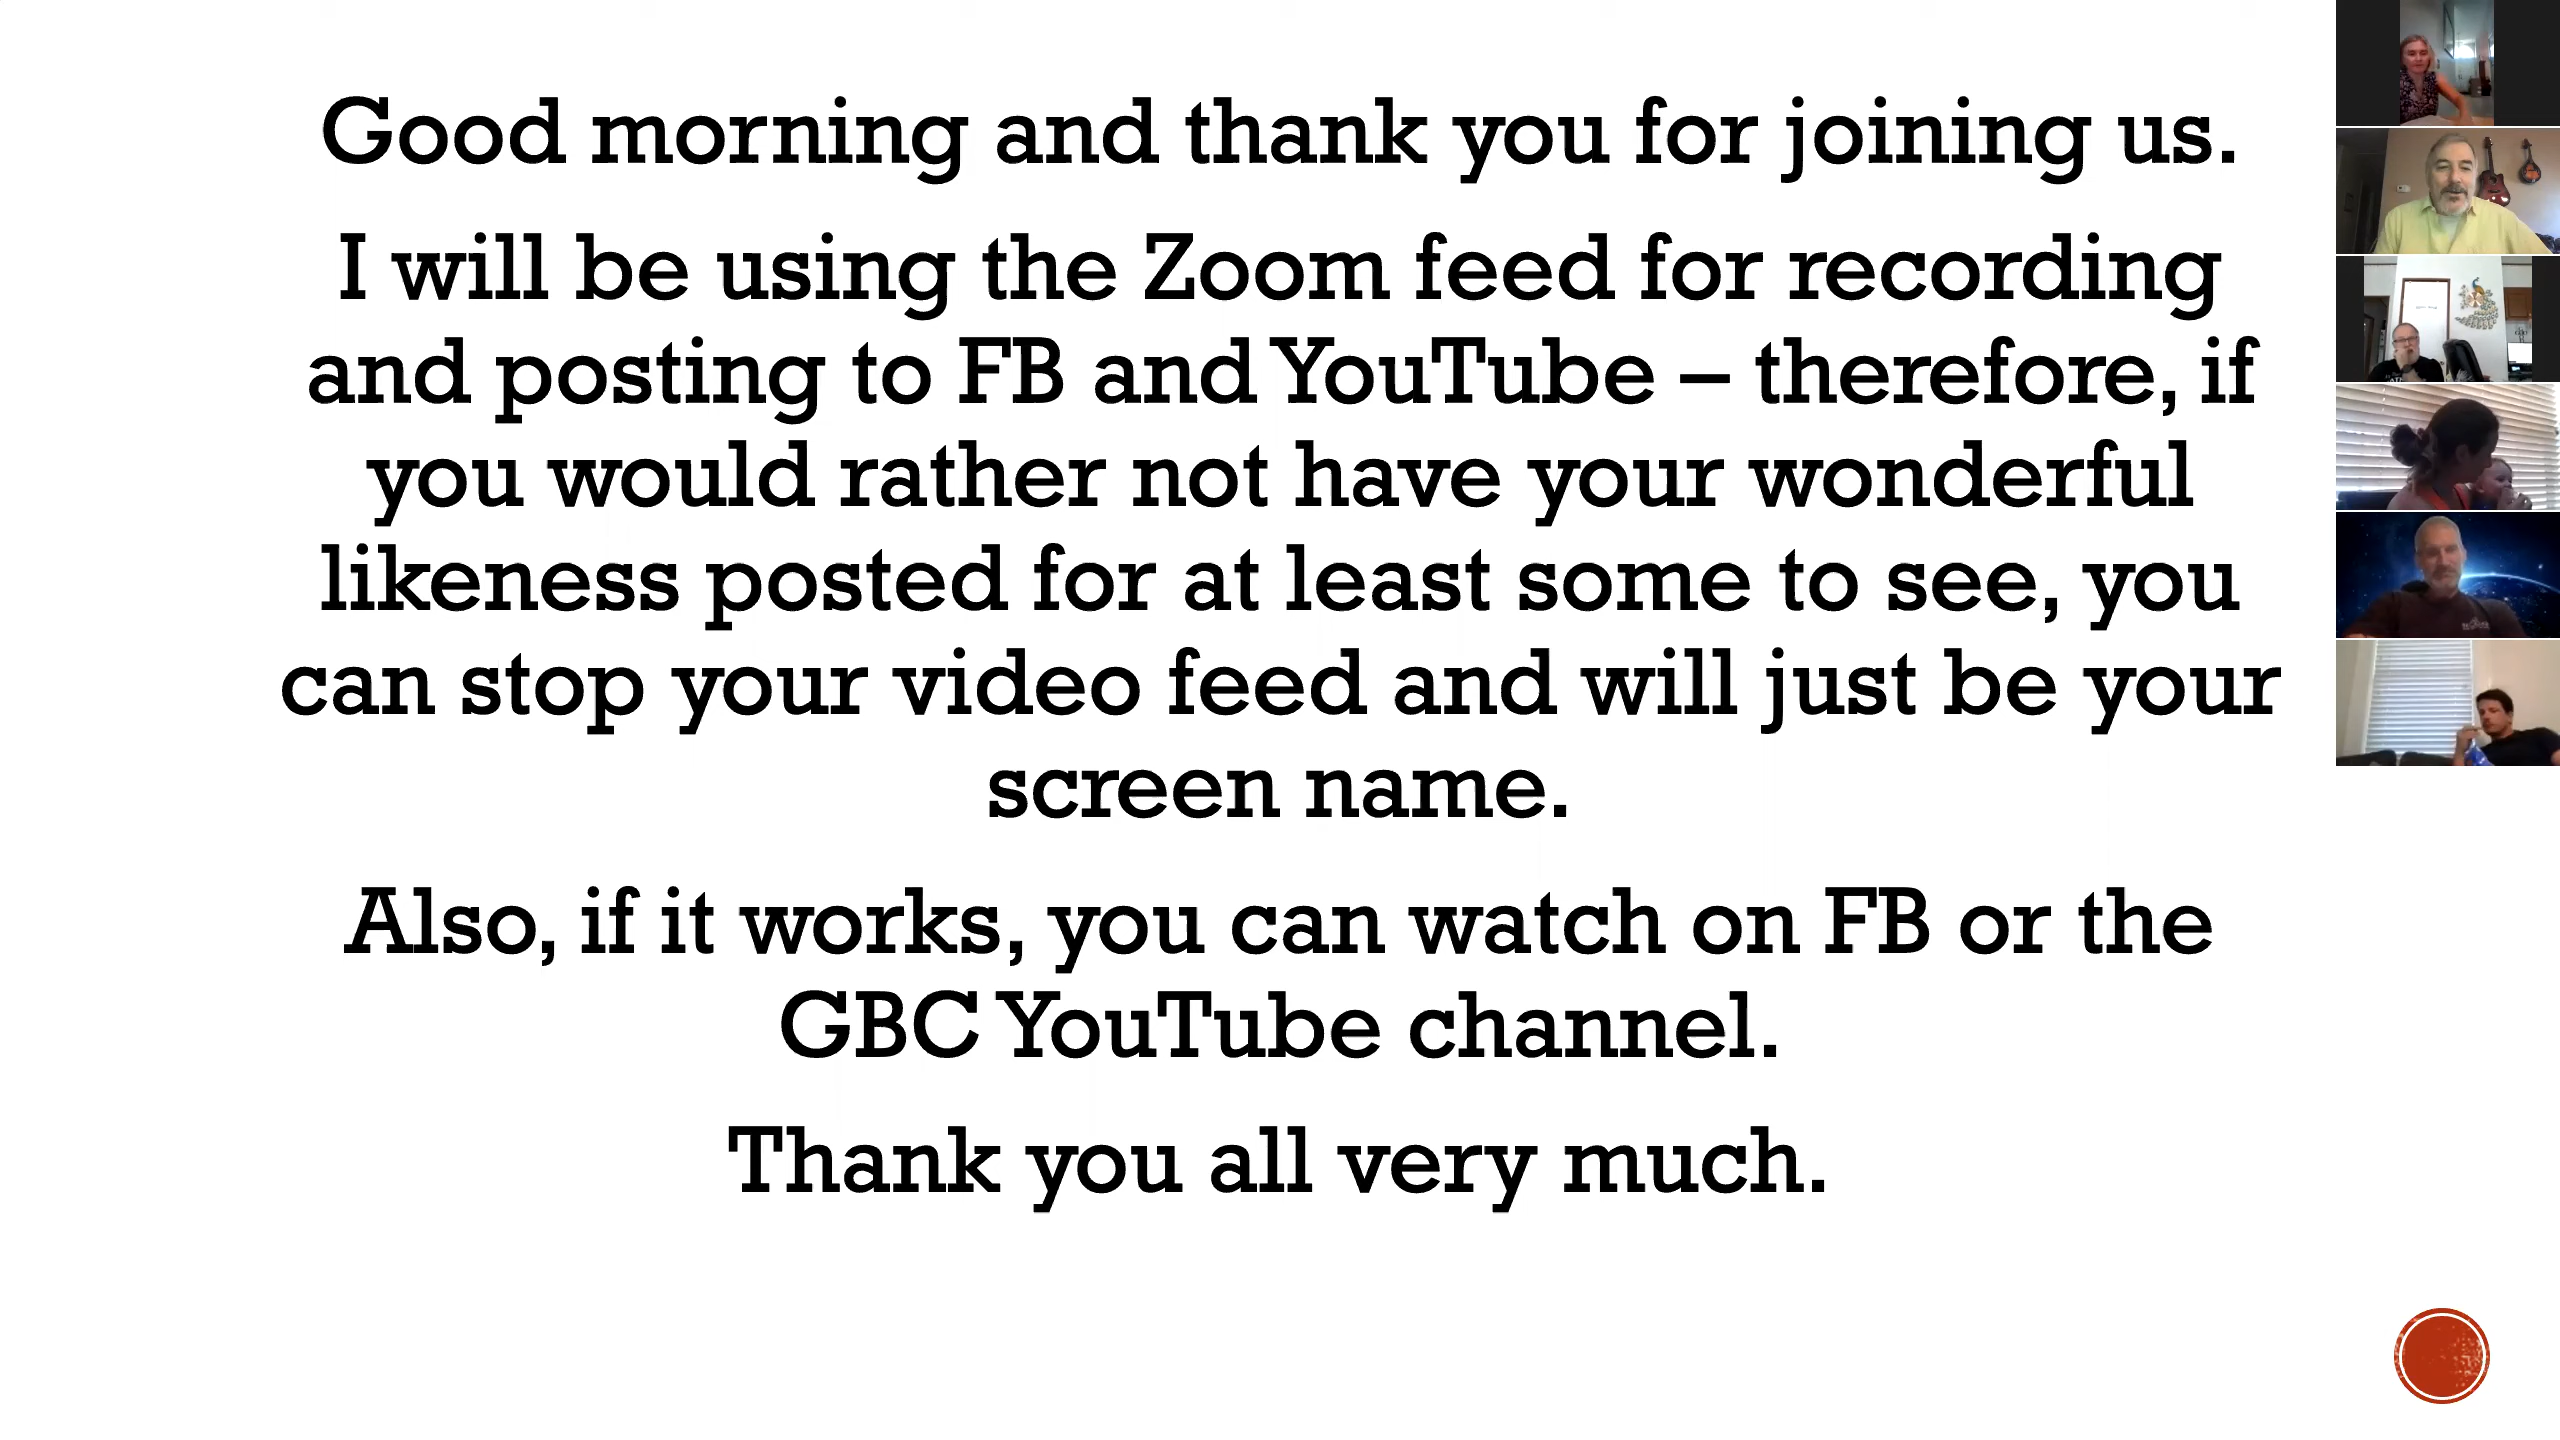 Good morning and thank you for joining us.
I will be using the Zoom feed for recording
and posting to FB and YouTube – therefore, if
you would rather not have your wonderful
likeness posted for at least some to see, you
can stop your video feed and will just be your
screen name.
Also, if it works, you can watch on FB or the
GBC YouTube channel.
Thank you all very much.